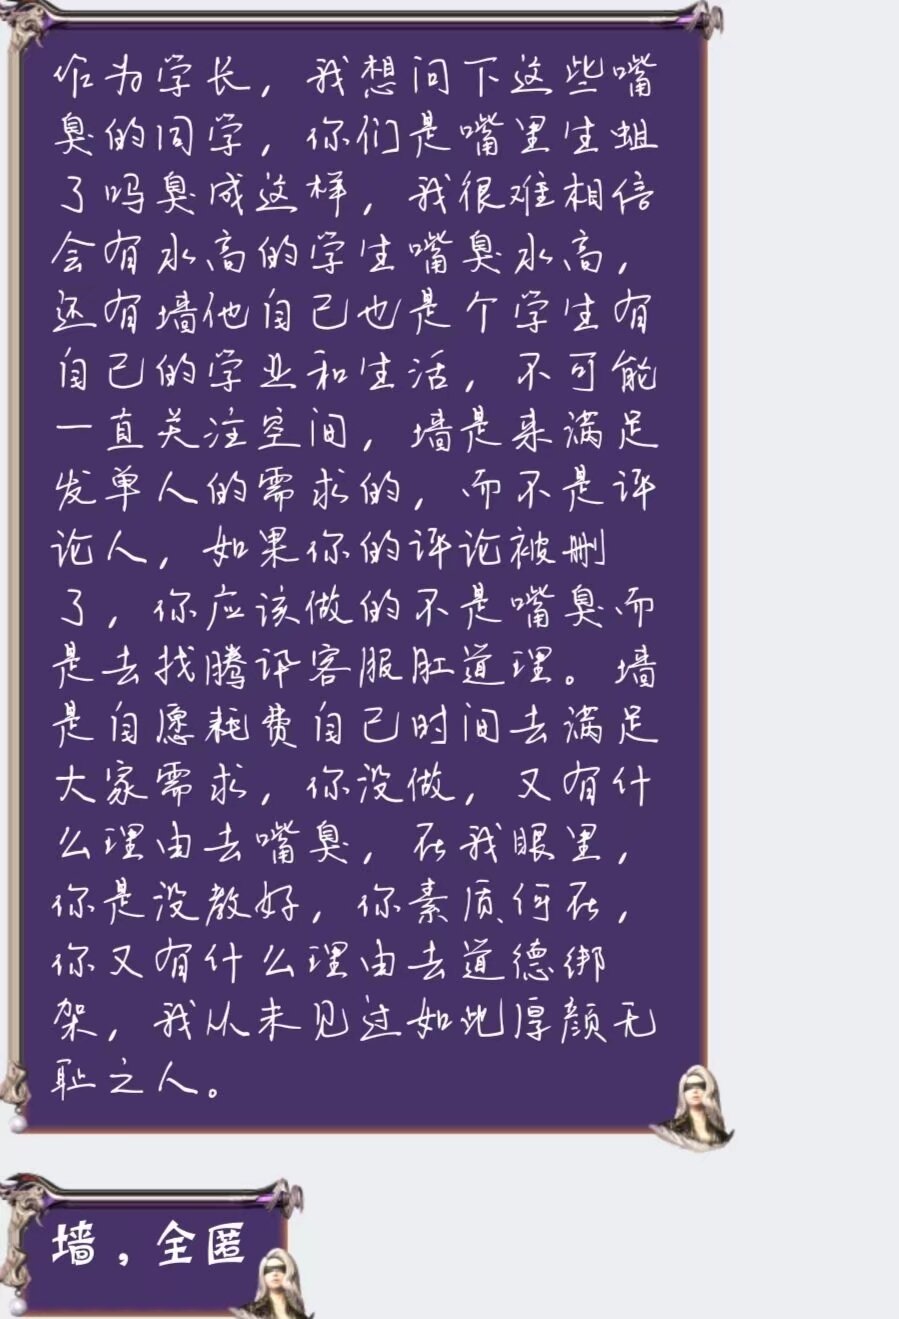 作为学长，我想问下这些嘴
臭的同学，你们是嘴里生蛆
了吗臭成这样，我很难相信
会有水高的学生嘴臭水高，
还有墙他自己也是个学生有
自己的学业和生活，不可能
一直关注空间，墙是来满足
发单人的需求的，而不是评
论人，如果你的评论被删
了，你应该做的不是嘴臭而
是去找腾讯客服肛道理。墙
是自愿耗费自己时间去满足
大家需求，你没做，又有什
么理由去嘴臭，在我眼里，
你是没教好，你素质何在，
你又有什么理由去道德绑
架，我从未见过如此厚颜无
耻之人。
墙，全匿